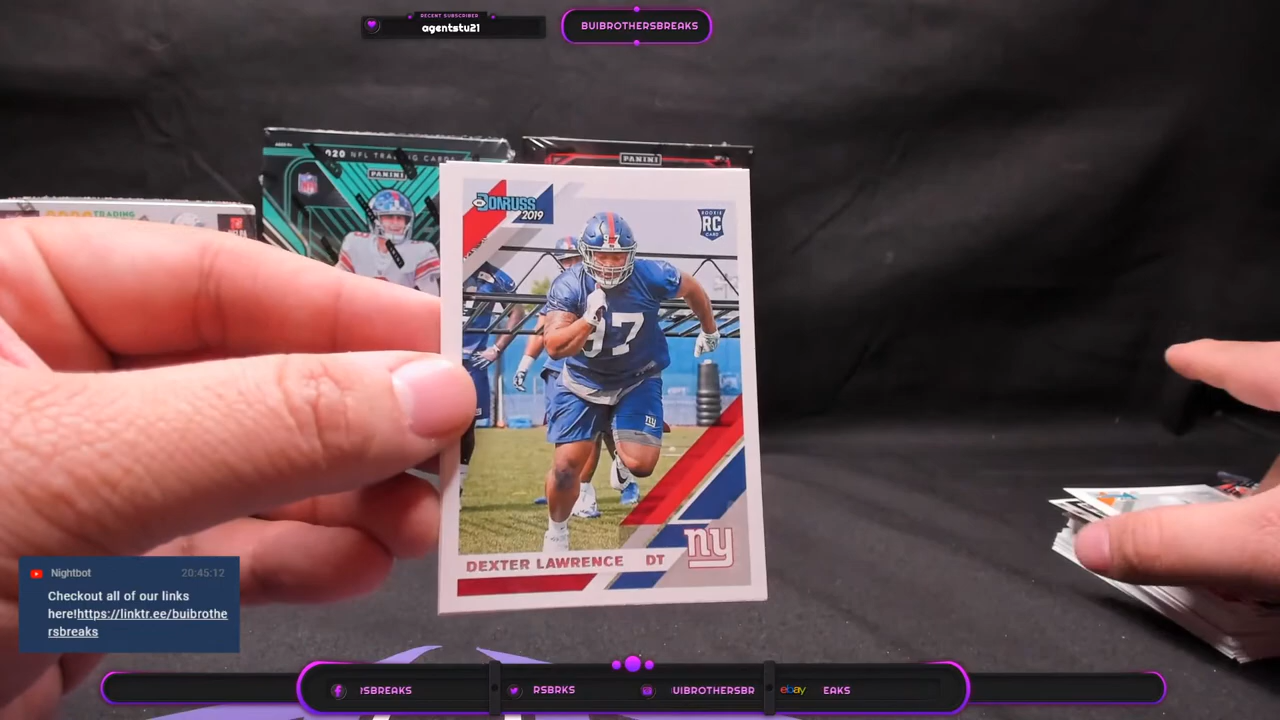 RECENT SUBSCRIBER
agentstu21
BUIBROTHERSBREAKS
020 NFL TRADING CARDS
PANINI
PANINI
TRADING
DONRUSS
2019
ROOKIE
RC
CARD
97
ny
DEXTER LAWRENCE DT
ny
Nightbot 20:45:12
Checkout all of our links
here!https://linktr.ee/buibrothe
rsbreaks
RSBREAKS
RSBRKS
UIBROTHERSBR
ebay EAKS